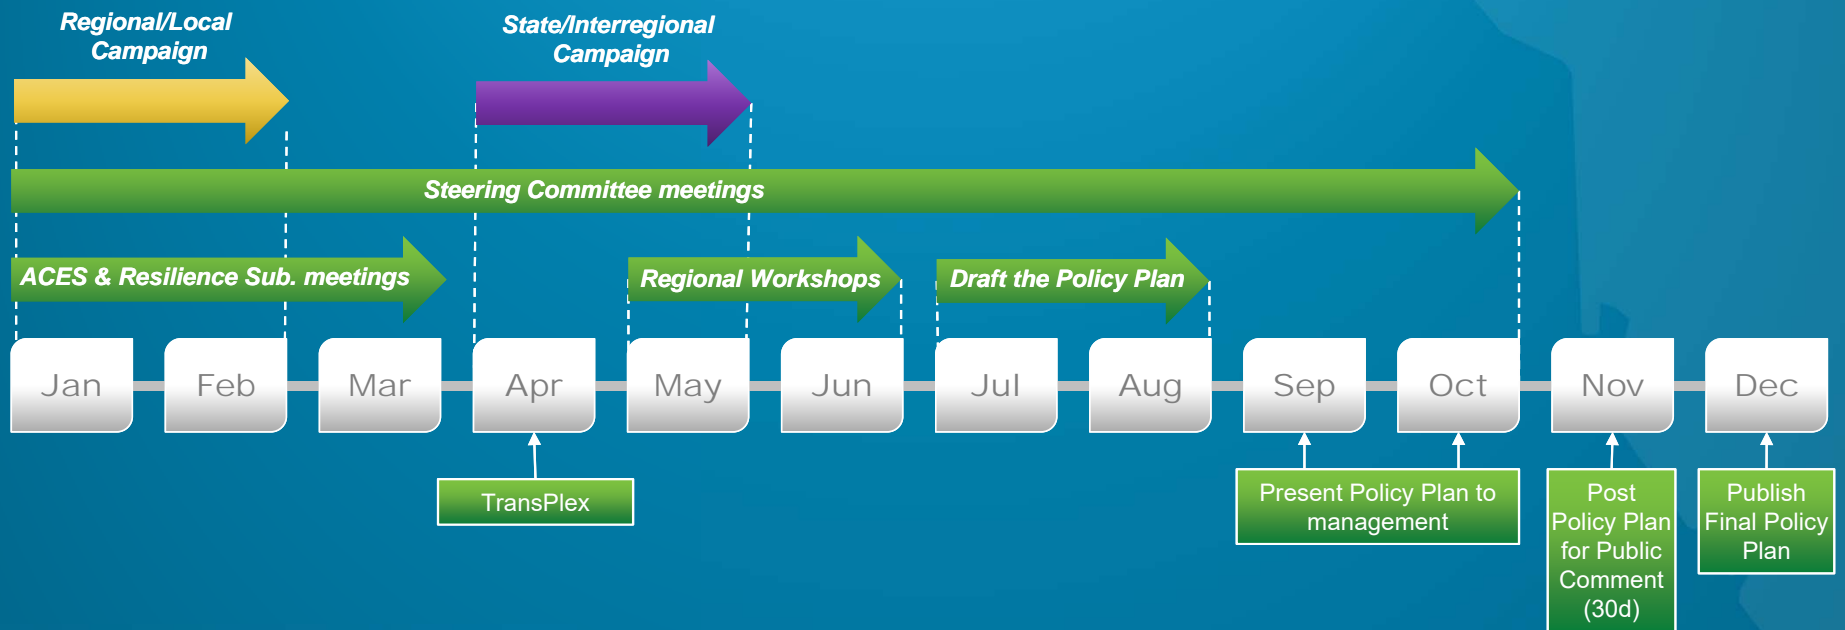 Regional/Local
Campaign
State/Interregional
Campaign
Steering Committee meetings
ACES & Resilience Sub. meetings
Regional Workshops
Draft the Policy Plan
Jan
Feb
Mar
Apr
May
Jun
Jul
Aug
Sep
Oct
Nov
Dec
TransPlex
Present Policy Plan to
management
Post
Policy Plan
for Public
Comment
(30d)
Publish
Final Policy
Plan